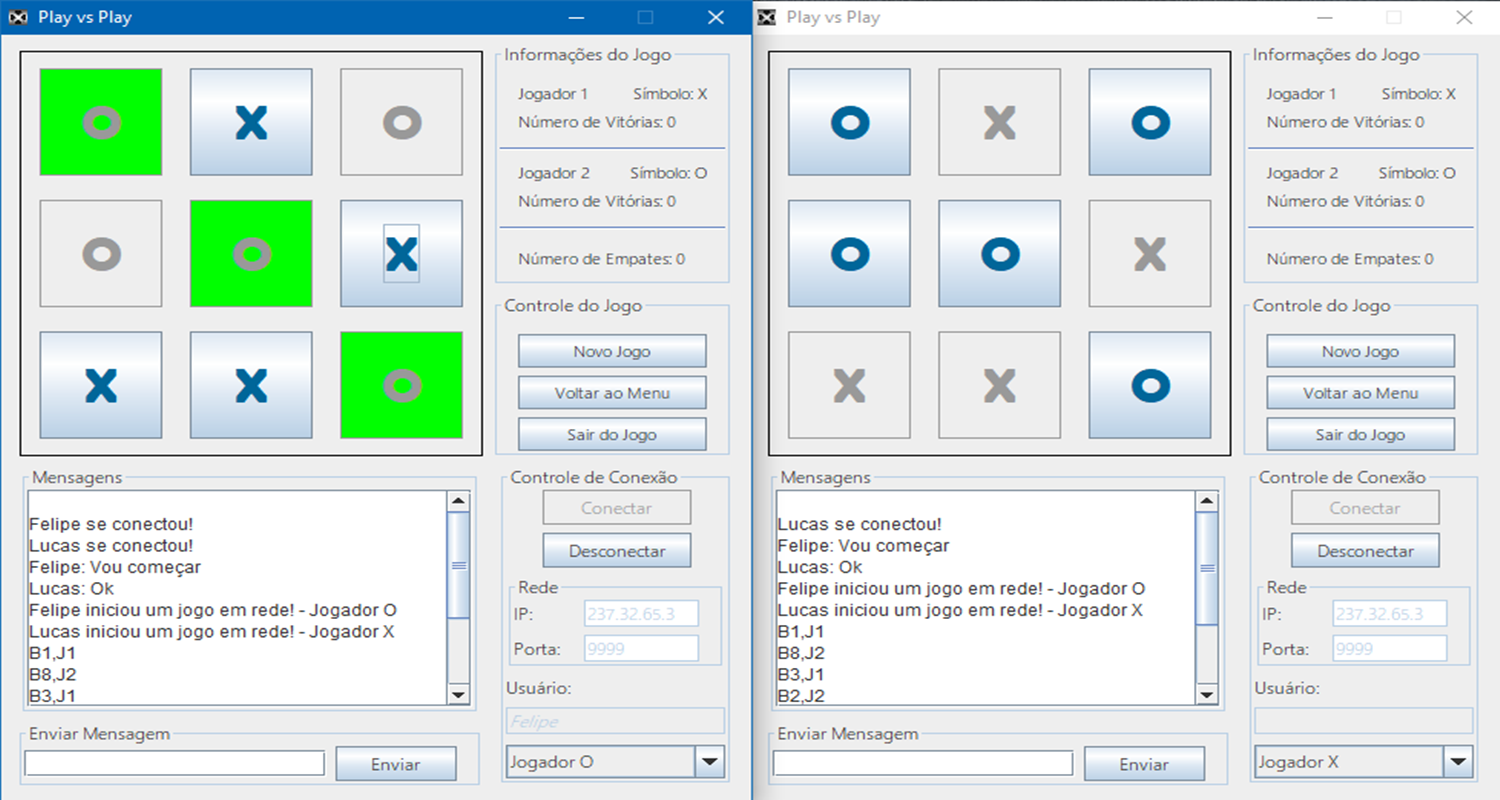 Play vs Play
O X O
O O X
X X O
Informações do Jogo
Jogador 1 Símbolo: X
Número de Vitórias: 0
Jogador 2 Símbolo: O
Número de Vitórias: 0
Número de Empates: 0
Controle do Jogo
Novo Jogo
Voltar ao Menu
Sair do Jogo
Mensagens
Felipe se conectou!
Lucas se conectou!
Felipe: Vou começar
Lucas: Ok
Felipe iniciou um jogo em rede! - Jogador O
Lucas iniciou um jogo em rede! - Jogador X
B1,J1
B8,J2
B3,J1
Enviar Mensagem
Enviar
Controle de Conexão
Conectar
Desconectar
Rede
IP: 237.32.65.3
Porta: 9999
Usuário:
Felipe
Jogador O
Play vs Play
O X O
O O X
X X O
Informações do Jogo
Jogador 1 Símbolo: X
Número de Vitórias: 0
Jogador 2 Símbolo: O
Número de Vitórias: 0
Número de Empates: 0
Controle do Jogo
Novo Jogo
Voltar ao Menu
Sair do Jogo
Mensagens
Lucas se conectou!
Felipe: Vou começar
Lucas: Ok
Felipe iniciou um jogo em rede! - Jogador O
Lucas iniciou um jogo em rede! - Jogador X
B1,J1
B8,J2
B3,J1
B2,J2
Enviar Mensagem
Enviar
Controle de Conexão
Conectar
Desconectar
Rede
IP: 237.32.65.3
Porta: 9999
Usuário:
Jogador X